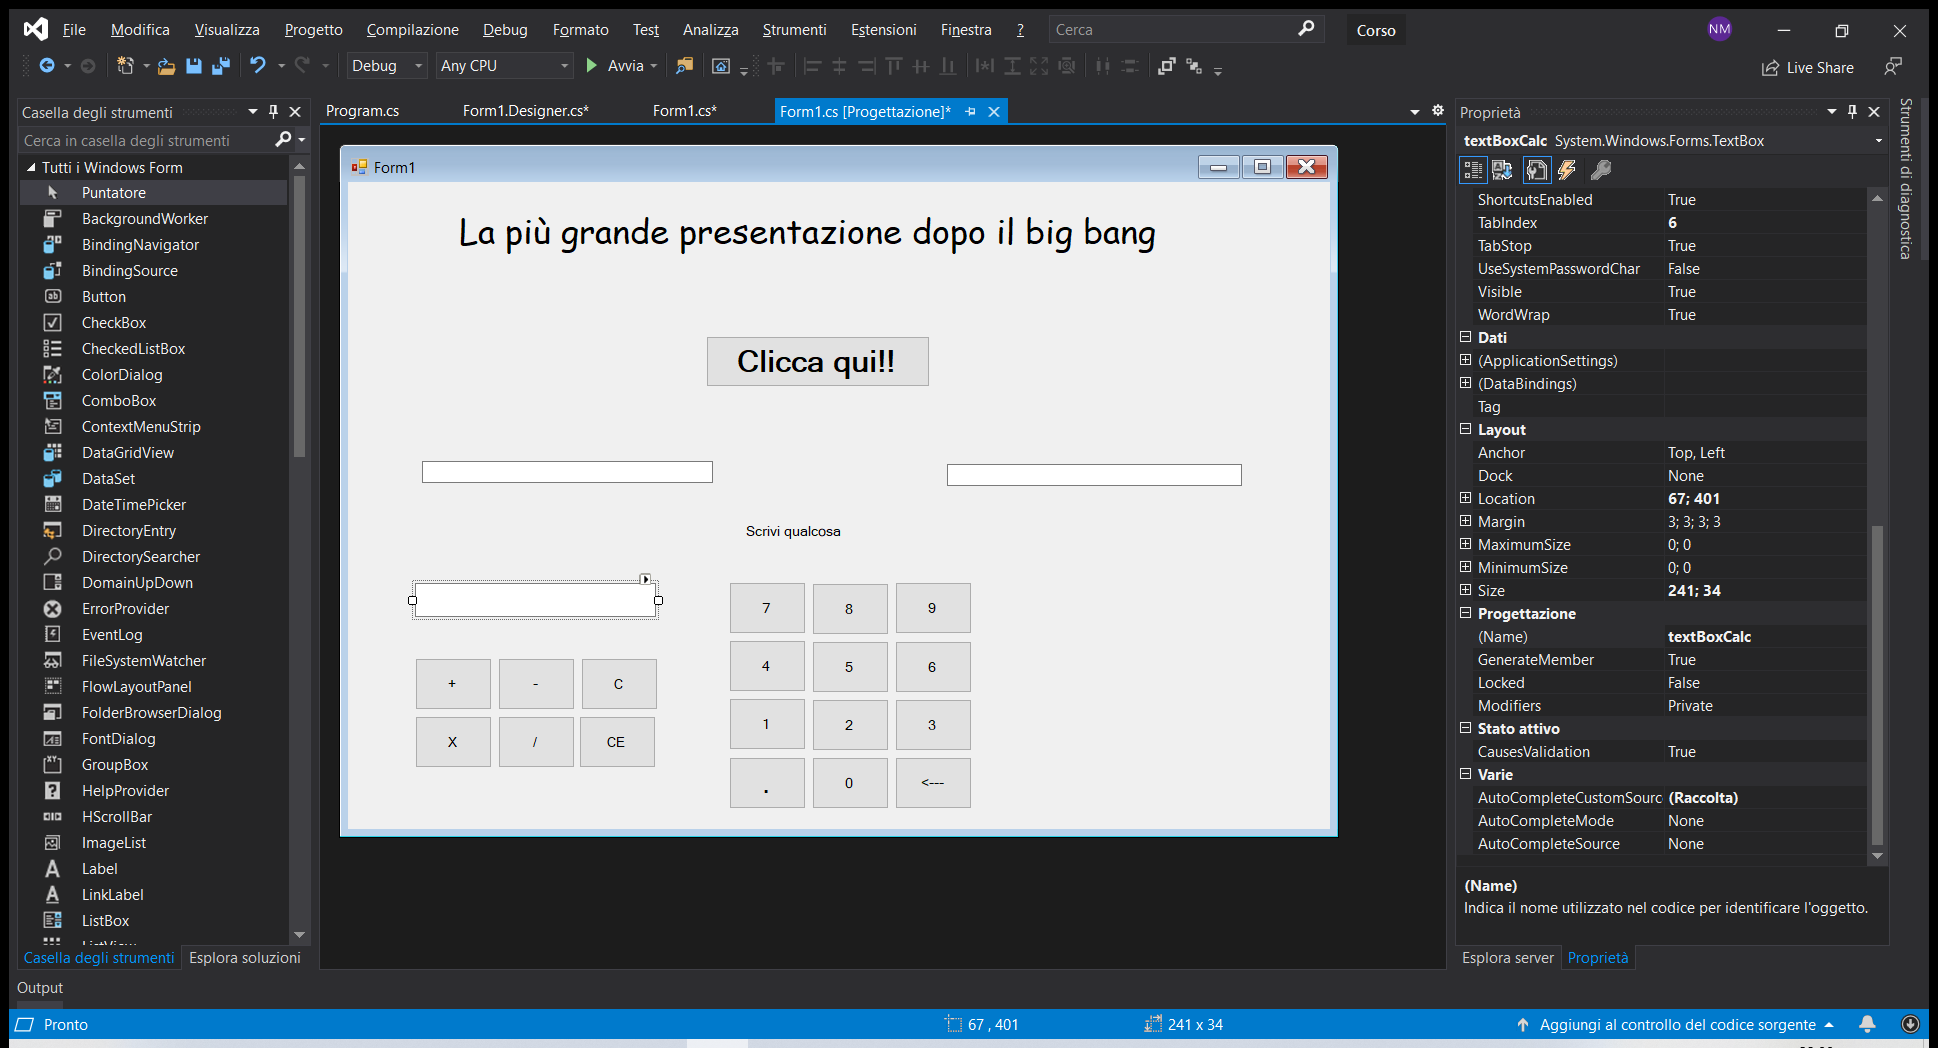 File Modifica Visualizza Progetto Compilazione Debug Formato Test Analizza Strumenti Estensioni Finestra ? Cerca Corso NM
Debug Any CPU Avvia Live Share
Casella degli strumenti
Cerca in casella degli strumenti
Tutti i Windows Form
Puntatore
BackgroundWorker
BindingNavigator
BindingSource
Button
CheckBox
CheckedListBox
ColorDialog
ComboBox
ContextMenuStrip
DataGridView
DataSet
DateTimePicker
DirectoryEntry
DirectorySearcher
DomainUpDown
ErrorProvider
EventLog
FileSystemWatcher
FlowLayoutPanel
FolderBrowserDialog
FontDialog
GroupBox
HelpProvider
HScrollBar
ImageList
Label
LinkLabel
ListBox
ListView
Casella degli strumenti Esplora soluzioni
Program.cs Form1.Designer.cs* Form1.cs* Form1.cs [Progettazione]*
Form1
La più grande presentazione dopo il big bang
Clicca qui!!
Scrivi qualcosa
7 8 9
4 5 6
1 2 3
. 0 <---
+ - C
X / CE
Proprietà
textBoxCalc System.Windows.Forms.TextBox
ShortcutsEnabled True
TabIndex 6
TabStop True
UseSystemPasswordChar False
Visible True
WordWrap True
Dati
(ApplicationSettings)
(DataBindings)
Tag
Layout
Anchor Top, Left
Dock None
Location 67; 401
Margin 3; 3; 3; 3
MaximumSize 0; 0
MinimumSize 0; 0
Size 241; 34
Progettazione
(Name) textBoxCalc
GenerateMember True
Locked False
Modifiers Private
Stato attivo
CausesValidation True
Varie
AutoCompleteCustomSourc (Raccolta)
AutoCompleteMode None
AutoCompleteSource None
(Name)
Indica il nome utilizzato nel codice per identificare l'oggetto.
Esplora server Proprietà
Strumenti di diagnostica
Output
Pronto 67 , 401 241 x 34 Aggiungi al controllo del codice sorgente